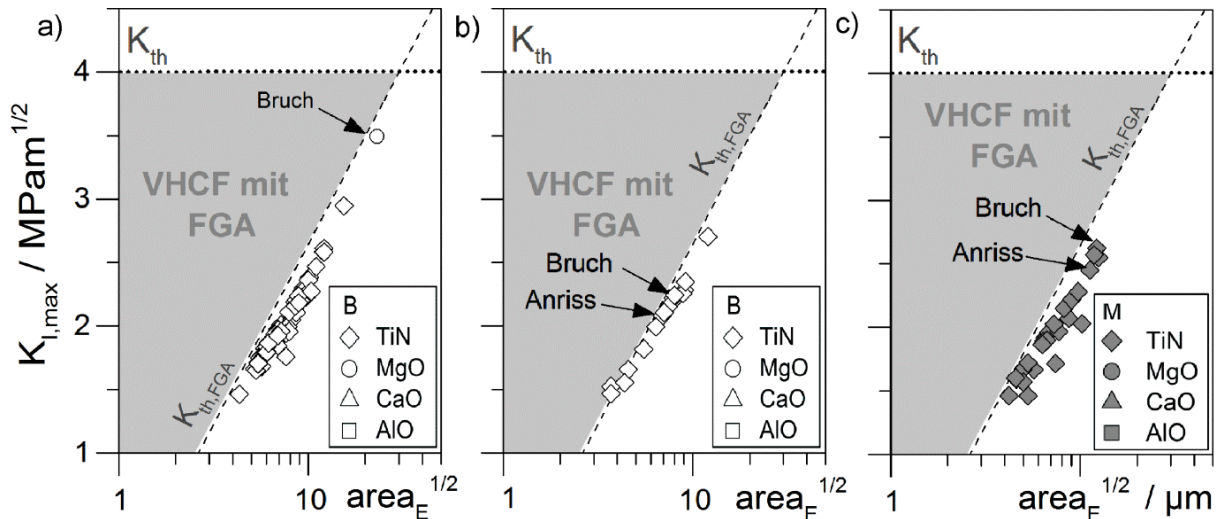 a)
K_th
4
Bruch
VHCF mit
FGA
3
2
1
K_th,FGA
K_I,max / MPam^1/2
B
TiN
MgO
CaO
AlO
1
10
area_E^1/2
b)
K_th
K_th,FGA
VHCF mit
FGA
Bruch
Anriss
B
TiN
MgO
CaO
AlO
1
10
area_E^1/2
c)
K_th
VHCF mit
FGA
K_th,FGA
Bruch
Anriss
M
TiN
MgO
CaO
AlO
1
10
area_E^1/2 / µm